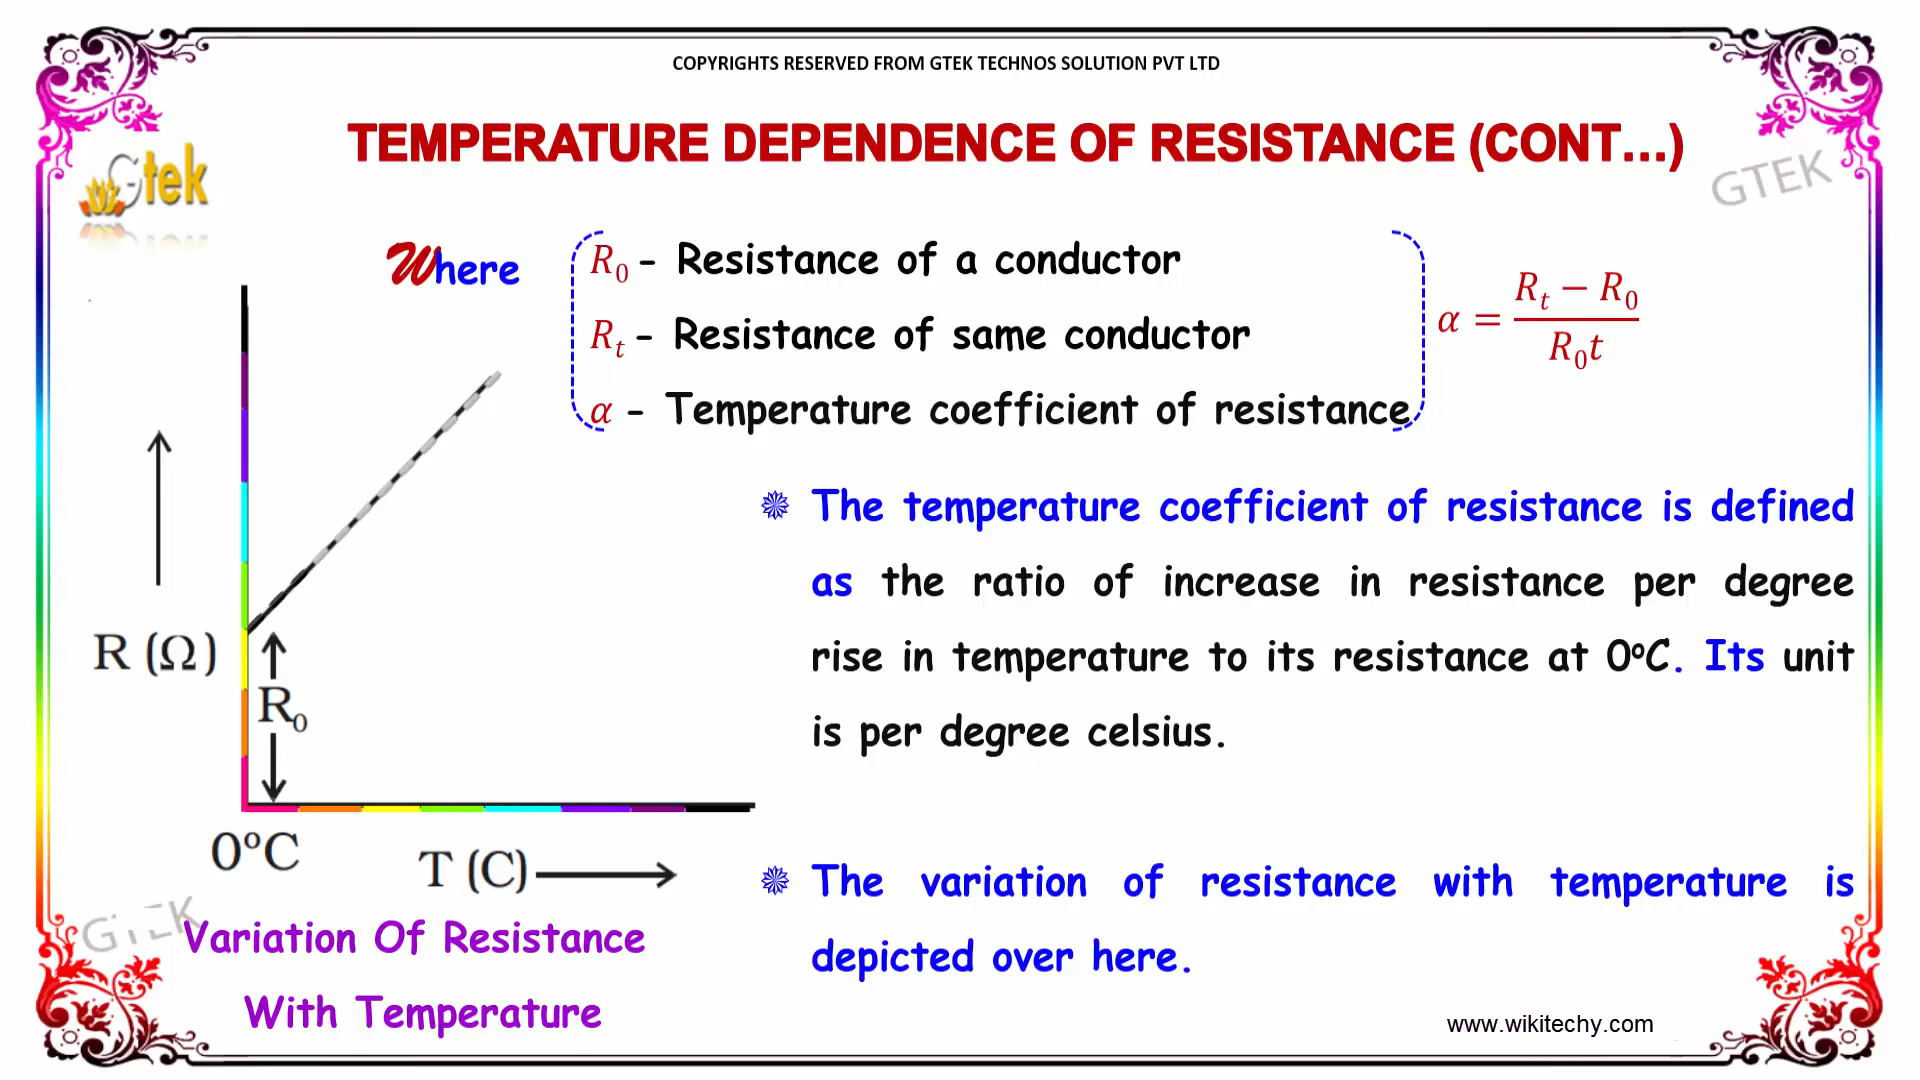 COPYRIGHTS RESERVED FROM GTEK TECHNOS SOLUTION PVT LTD
TEMPERATURE DEPENDENCE OF RESISTANCE (CONT...)
Gtek
GTEK
Where
R₀ - Resistance of a conductor
Rₜ - Resistance of same conductor
α - Temperature coefficient of resistance
α = (Rₜ − R₀) / R₀t
The temperature coefficient of resistance is defined
as the ratio of increase in resistance per degree
rise in temperature to its resistance at 0°C. Its unit
is per degree celsius.
R (Ω)
R₀
0°C
T (C)
The variation of resistance with temperature is
depicted over here.
GTEK
Variation Of Resistance
With Temperature
www.wikitechy.com